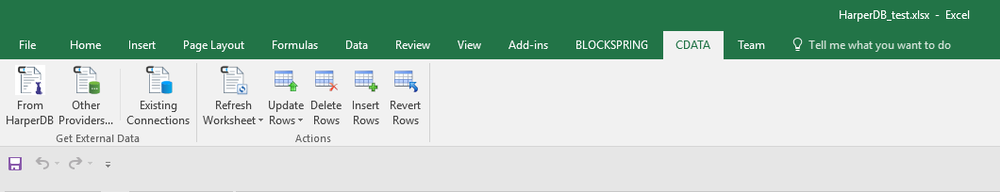 HarperDB_test.xlsx - Excel
File Home Insert Page Layout Formulas Data Review View Add-ins BLOCKSPRING CDATA Team Tell me what you want to do
From HarperDB
Other Providers...
Existing Connections
Refresh Worksheet
Update Rows
Delete Rows
Insert Rows
Revert Rows
Get External Data
Actions